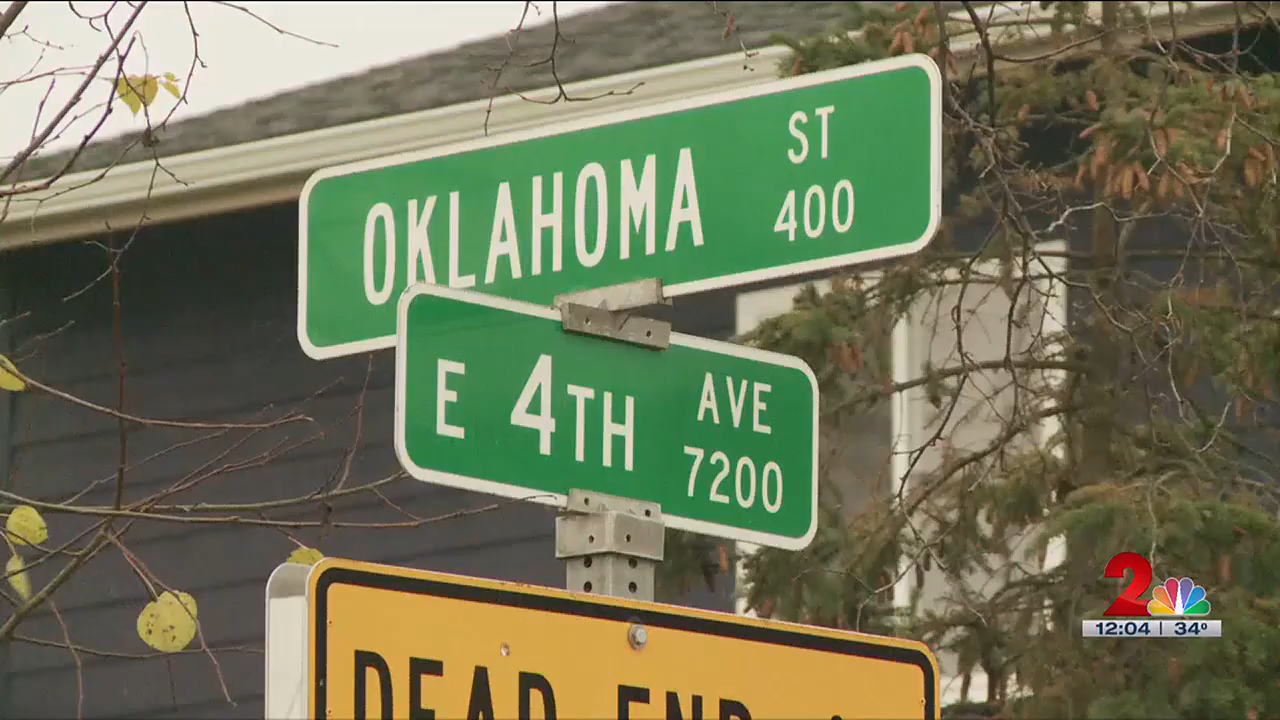 OKLAHOMA ST
400
E 4TH AVE
7200
DEAD END
2
12:04 | 34°